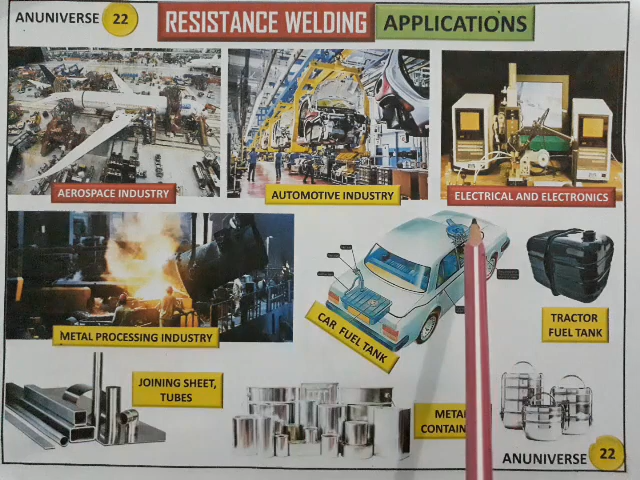 ANUNIVERSE 22
RESISTANCE WELDING APPLICATIONS
AEROSPACE INDUSTRY
AUTOMOTIVE INDUSTRY
ELECTRICAL AND ELECTRONICS
METAL PROCESSING INDUSTRY
CAR FUEL TANK
TRACTOR
FUEL TANK
JOINING SHEET,
TUBES
ANUNIVERSE 22